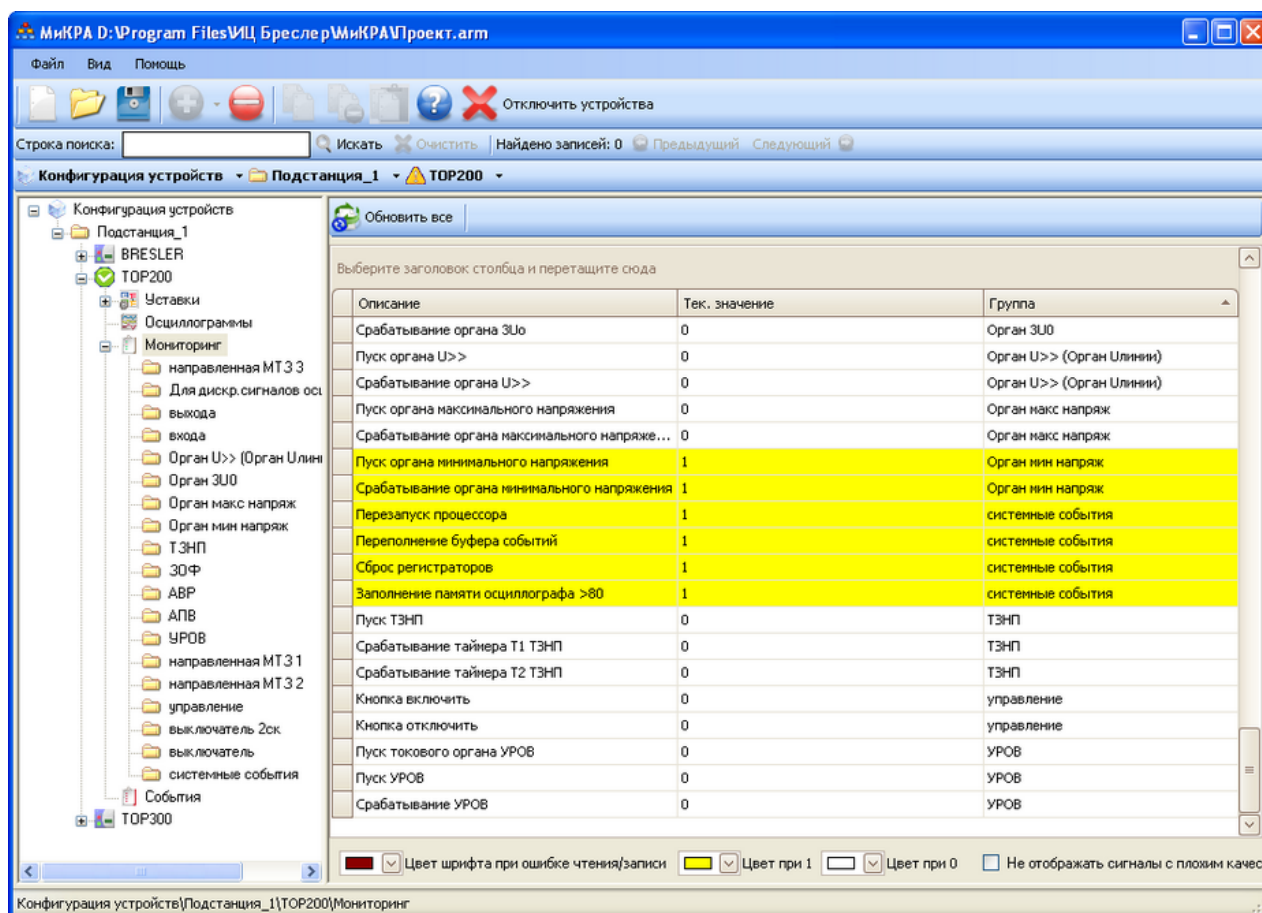 МиКРА D:\Program Files\ИЦ Бреслер\МиКРА\Проект.arm
Файл Вид Помощь
Отключить устройства
Строка поиска: Искать Очистить Найдено записей: 0 Предыдущий Следующий
Конфигурация устройств Подстанция_1 ТОР200
Конфигурация устройств
Подстанция_1
BRESLER
ТОР200
Уставки
Осциллограммы
Мониторинг
направленная МТЗ 3
Для дискр.сигналов осц
выхода
входа
Орган U>> (Орган Улини
Орган 3U0
Орган макс напряж
Орган мин напряж
ТЗНП
ЗОФ
АВР
АПВ
УРОВ
направленная МТЗ 1
направленная МТЗ 2
управление
выключатель 2ск
выключатель
системные события
События
ТОР300
Обновить все
Выберите заголовок столбца и перетащите сюда
Описание Тек. значение Группа
Срабатывание органа 3Uo 0 Орган 3U0
Пуск органа U>> 0 Орган U>> (Орган Uлинии)
Срабатывание органа U>> 0 Орган U>> (Орган Uлинии)
Пуск органа максимального напряжения 0 Орган макс напряж
Срабатывание органа максимального напряже... 0 Орган макс напряж
Пуск органа минимального напряжения 1 Орган мин напряж
Срабатывание органа минимального напряжения 1 Орган мин напряж
Перезапуск процессора 1 системные события
Переполнение буфера событий 1 системные события
Сброс регистраторов 1 системные события
Заполнение памяти осциллографа >80 1 системные события
Пуск ТЗНП 0 ТЗНП
Срабатывание таймера Т1 ТЗНП 0 ТЗНП
Срабатывание таймера Т2 ТЗНП 0 ТЗНП
Кнопка включить 0 управление
Кнопка отключить 0 управление
Пуск токового органа УРОВ 0 УРОВ
Пуск УРОВ 0 УРОВ
Срабатывание УРОВ 0 УРОВ
Цвет шрифта при ошибке чтения/записи Цвет при 1 Цвет при 0 Не отображать сигналы с плохим качес
Конфигурация устройств\Подстанция_1\ТОР200\Мониторинг